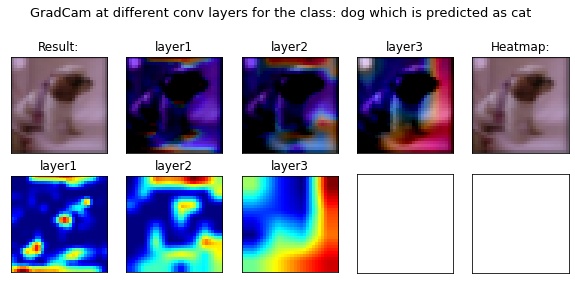 GradCam at different conv layers for the class: dog which is predicted as cat
Result:
layer1
layer2
layer3
Heatmap:
layer1
layer2
layer3